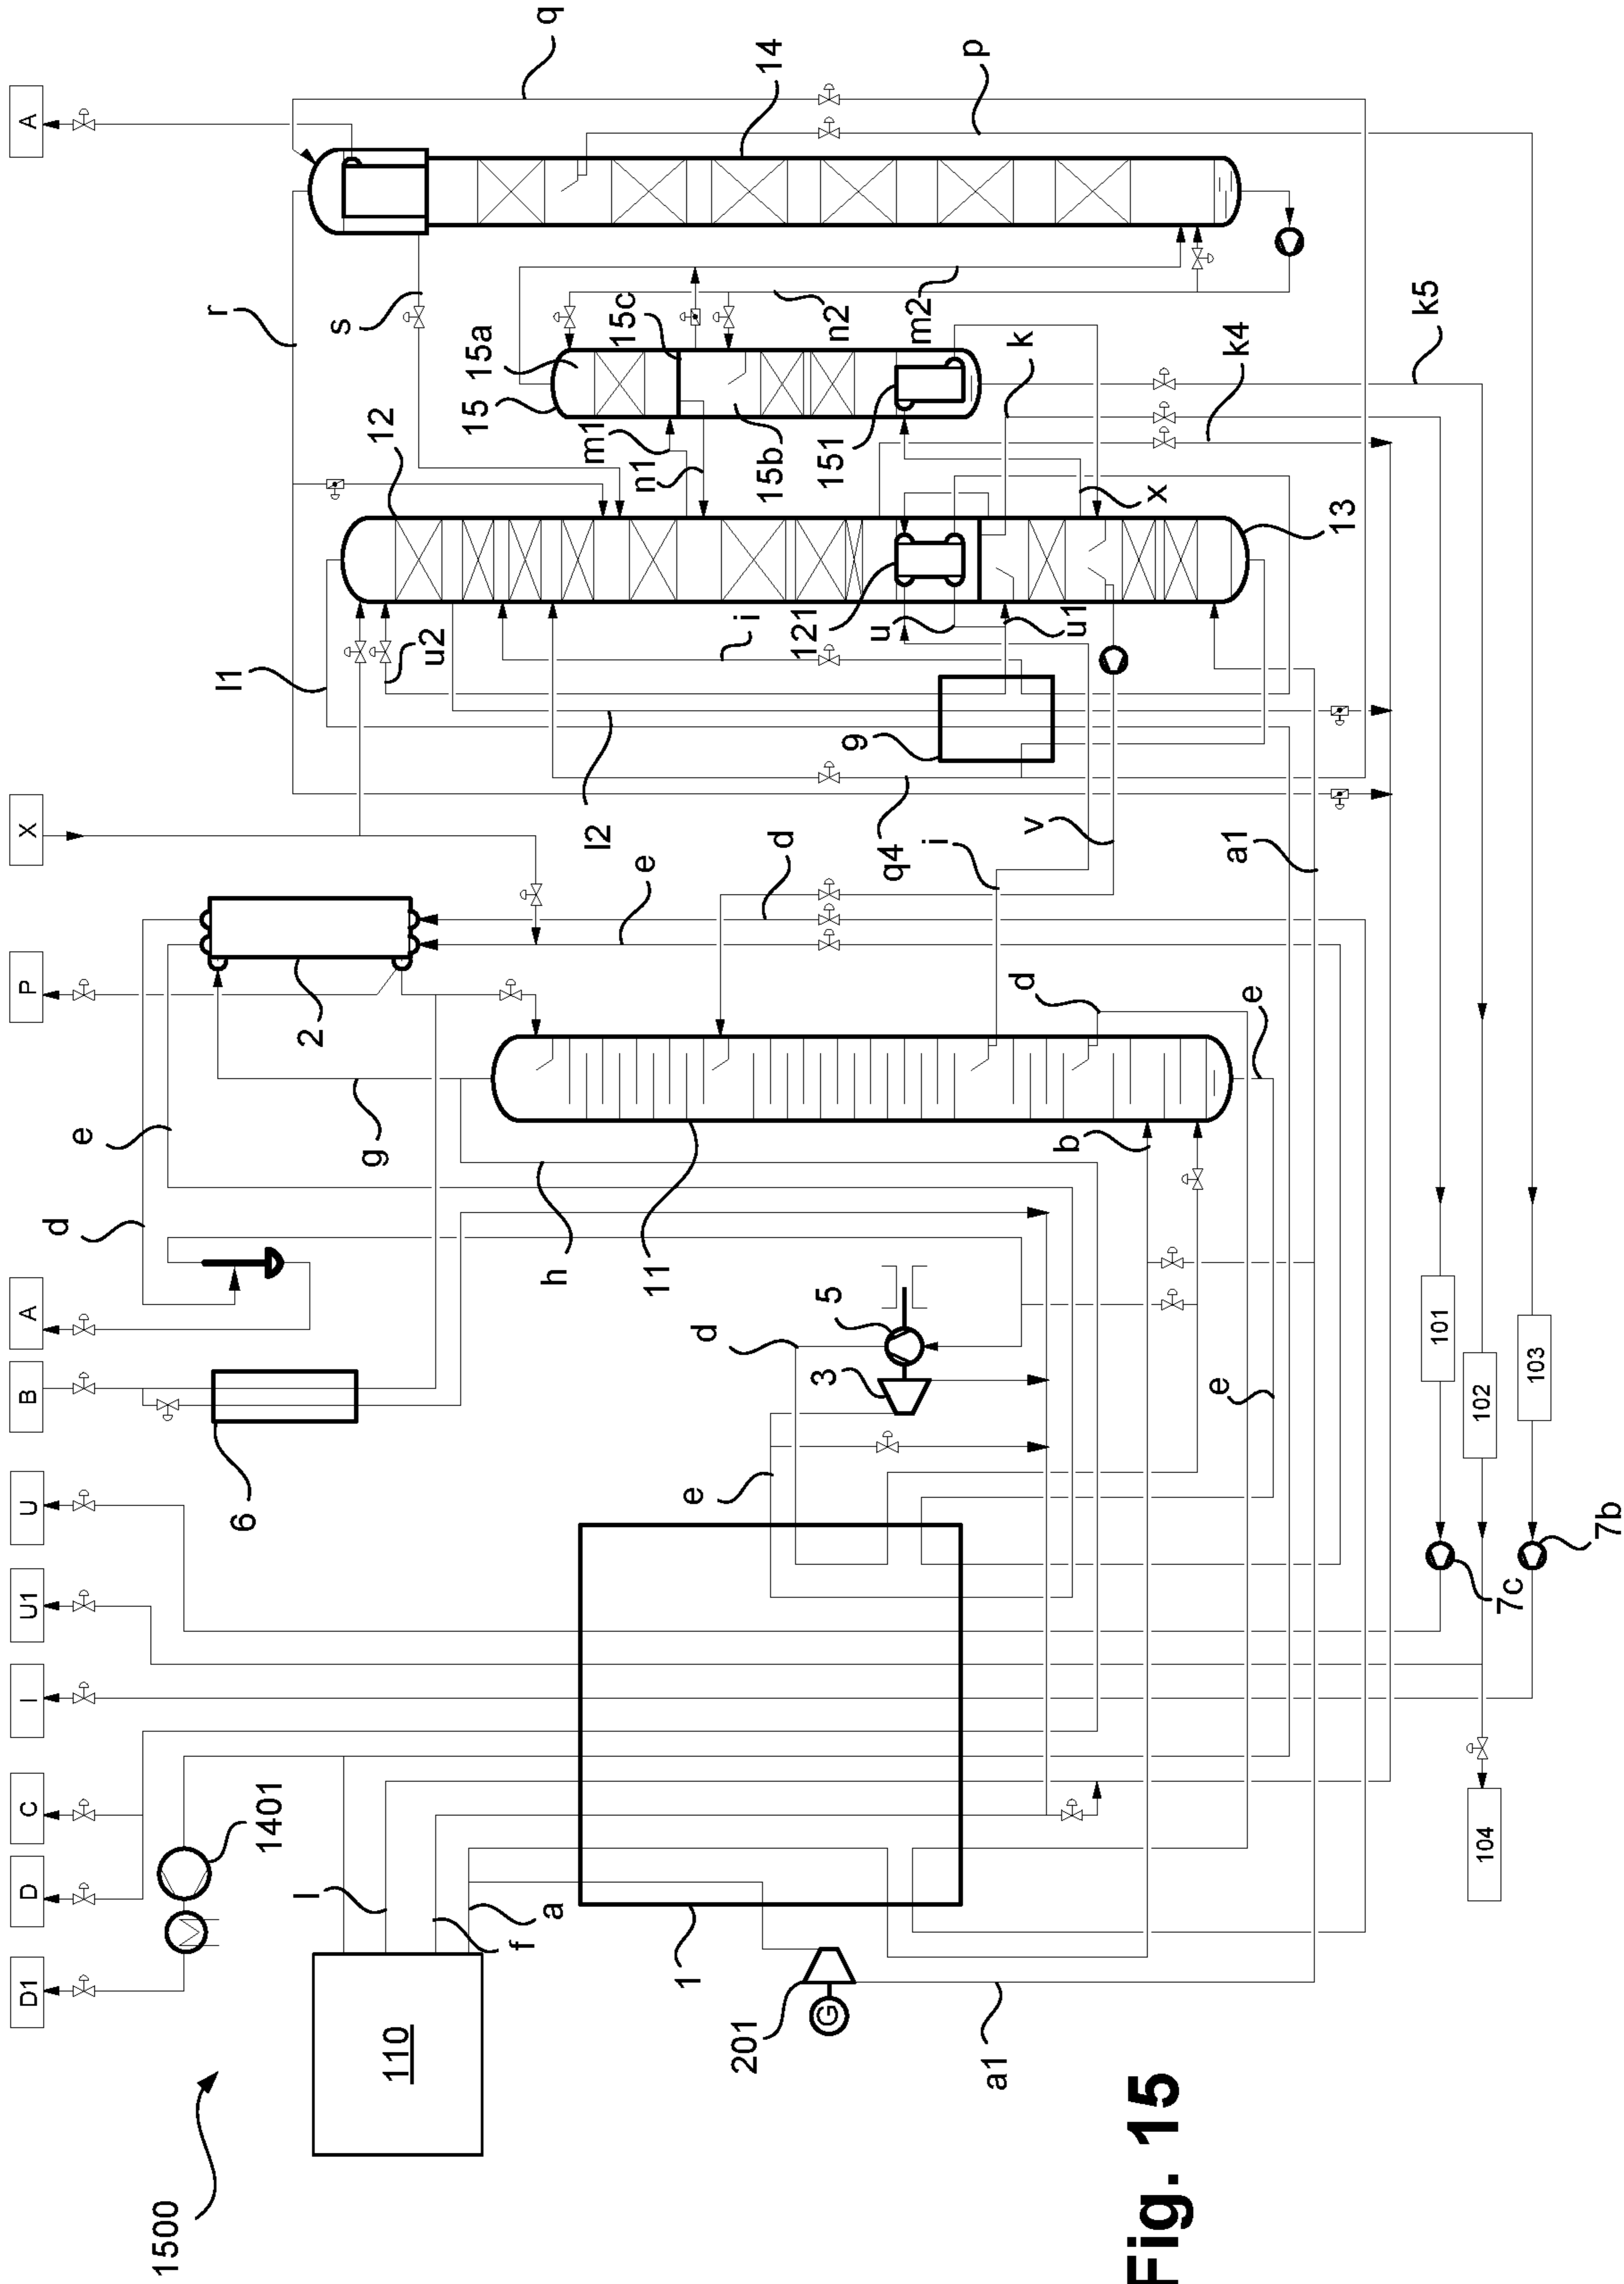 A
X
P
A
B
U
U1
I
C
D
D1
q
14
p
r
s
15a
15
15c
n2
m2
k
k5
k4
12
m1
n1
15b
151
x
13
l1
u2
i
121
u
u1
9
l2
q4
v
i
a1
d
e
2
d
e
e
g
b
d
h
11
5
d
3
e
e
6
101
102
103
7b
7c
1401
l
a
f
1
104
110
201
G
a1
1500
Fig. 15